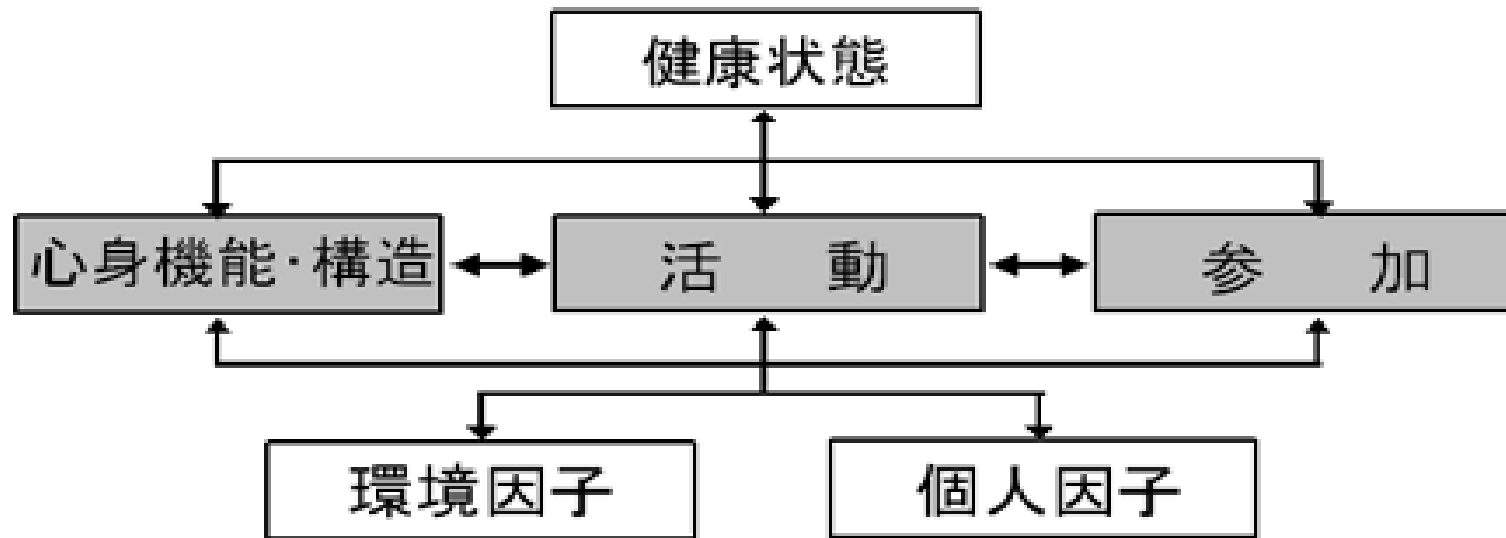 健康状態
心身機能・構造
活動
参加
環境因子
個人因子